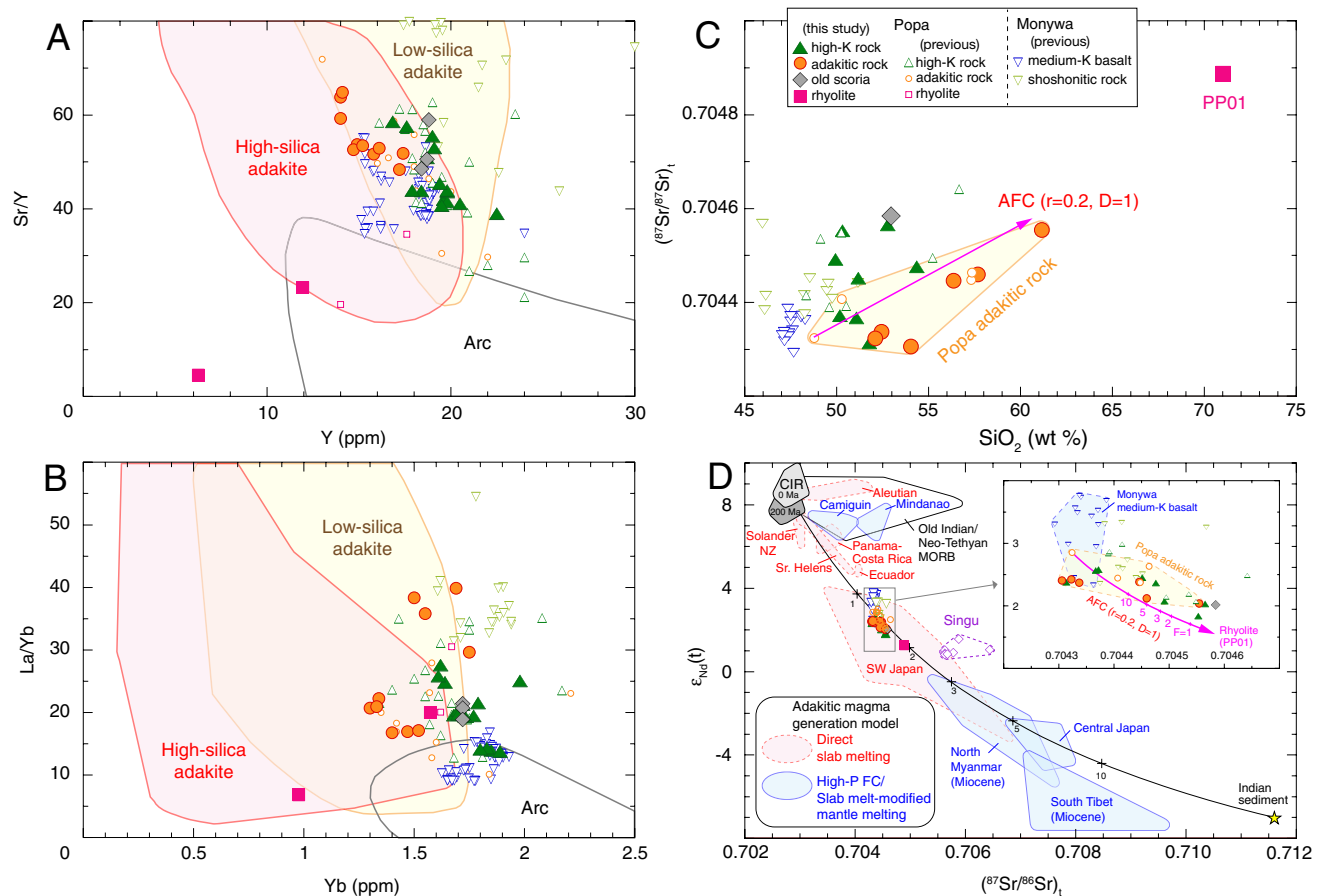 A
Low-silica
adakite
High-silica
adakite
Arc
Sr/Y
60
40
20
0
10
20
30
Y (ppm)
B
Low-silica
adakite
High-silica
adakite
Arc
La/Yb
50
40
30
20
10
0
0.5
1
1.5
2
2.5
Yb (ppm)
C
Popa
Monywa
(this study)
(previous)
(previous)
high-K rock
high-K rock
medium-K basalt
adakitic rock
adakitic rock
shoshonitic rock
old scoria
rhyolite
rhyolite
PP01
AFC (r=0.2, D=1)
Popa adakitic rock
(87Sr/87Sr)t
0.7048
0.7046
0.7044
45
50
55
60
65
70
75
SiO2 (wt %)
D
CIR
0 Ma
200 Ma
Aleutian
Camiguin
Mindanao
Old Indian/
Neo-Tethyan
MORB
Solander
NZ
Sr. Helens
Panama-
Costa Rica
Ecuador
Singu
SW Japan
1
2
3
5
10
Central Japan
North
Myanmar
(Miocene)
South Tibet
(Miocene)
Indian
sediment
Adakitic magma
generation model
Direct
slab melting
High-P FC/
Slab melt-modified
mantle melting
Monywa
medium-K basalt
Popa adakitic rock
AFC (r=0.2, D=1)
10
5
3
2
F=1
Rhyolite
(PP01)
3
2
0.7043
0.7044
0.7045
0.7046
εNd(t)
8
4
0
-4
0.702
0.704
0.706
0.708
0.710
0.712
(87Sr/86Sr)t